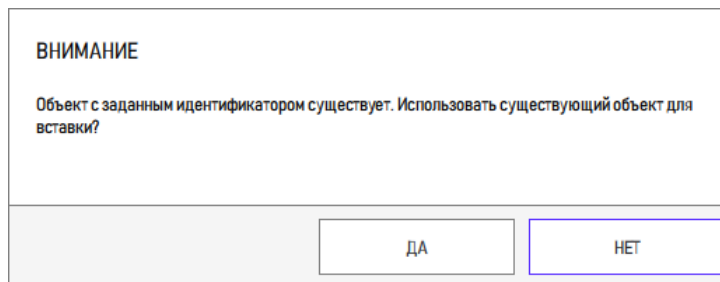 ВНИМАНИЕ
Объект с заданным идентификатором существует. Использовать существующий объект для
вставки?
ДА
НЕТ